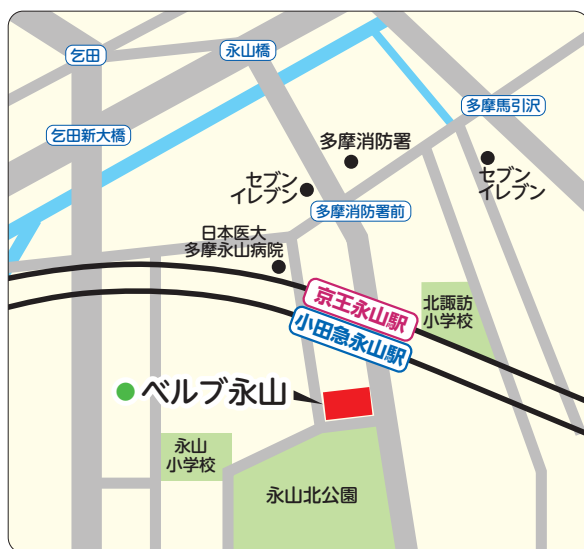 乞田
永山橋
多摩馬引沢
乞田新大橋
多摩消防署
セブン
イレブン
セブン
イレブン
多摩消防署前
日本医大
多摩永山病院
京王永山駅
小田急永山駅
北諏訪
小学校
ベルブ永山
永山
小学校
永山北公園